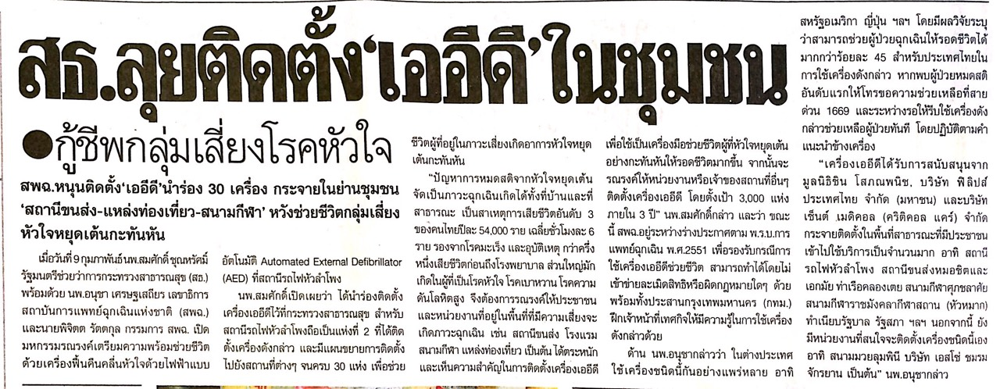 สธ.ลุยติดตั้ง‘เออีดี’ในชุมชน
●กู้ชีพกลุ่มเสี่ยงโรคหัวใจ
สพฉ.หนุนติดตั้ง‘เออีดี’นำร่อง 30 เครื่อง กระจายในย่านชุมชน
‘สถานีขนส่ง-แหล่งท่องเที่ยว-สนามกีฬา’ หวังช่วยชีวิตกลุ่มเสี่ยง
หัวใจหยุดเต้นกะทันหัน
เมื่อวันที่ 9 กุมภาพันธ์ นพ.สมศักดิ์ ชุณหรัศมิ์
รัฐมนตรีช่วยว่าการกระทรวงสาธารณสุข (สธ.)
พร้อมด้วย นพ.อนุชา เศรษฐเสถียร เลขาธิการ
สถาบันการแพทย์ฉุกเฉินแห่งชาติ (สพฉ.)
และนายพิจิตต รัตตกุล กรรมการ สพฉ. เปิด
มหกรรมรณรงค์เตรียมความพร้อมช่วยชีวิต
ด้วยเครื่องฟื้นคืนคลื่นหัวใจด้วยไฟฟ้าแบบ
อัตโนมัติ Automated External Defibrillator
(AED) ที่สถานีรถไฟหัวลำโพง
นพ.สมศักดิ์เปิดเผยว่า ได้นำร่องติดตั้ง
เครื่องเออีดีไว้ที่กระทรวงสาธารณสุข สำหรับ
สถานีรถไฟหัวลำโพงถือเป็นแห่งที่ 2 ที่ได้ติด
ตั้งเครื่องดังกล่าว และมีแผนขยายการติดตั้ง
ไปยังสถานที่ต่างๆ จนครบ 30 แห่ง เพื่อช่วย
ชีวิตผู้ที่อยู่ในภาวะเสี่ยงเกิดอาการหัวใจหยุด
เต้นกะทันหัน
“ปัญหาการหมดสติจากหัวใจหยุดเต้น
จัดเป็นภาวะฉุกเฉินเกิดได้ทั้งที่บ้านและที่
สาธารณะ เป็นสาเหตุการเสียชีวิตอันดับ 3
ของคนไทยปีละ 54,000 ราย เฉลี่ยชั่วโมงละ 6
ราย รองจากโรคมะเร็ง และอุบัติเหตุ กว่าครึ่ง
หนึ่งเสียชีวิตก่อนถึงโรงพยาบาล ส่วนใหญ่มัก
เกิดในผู้ที่เป็นโรคหัวใจ โรคเบาหวาน โรคความ
ดันโลหิตสูง จึงต้องการรณรงค์ให้ประชาชน
และหน่วยงานที่อยู่ในพื้นที่ที่มีความเสี่ยงจะ
เกิดภาวะฉุกเฉิน เช่น สถานีขนส่ง โรงแรม
สนามกีฬา แหล่งท่องเที่ยว เป็นต้น ได้ตระหนัก
และเห็นความสำคัญในการติดตั้งเครื่องเออีดี
เพื่อใช้เป็นเครื่องมือช่วยชีวิตผู้ที่หัวใจหยุดเต้น
อย่างกะทันหันให้รอดชีวิตมากขึ้น จากนั้นจะ
รณรงค์ให้หน่วยงานหรือเจ้าของสถานที่อื่นๆ
ติดตั้งเครื่องเออีดี โดยตั้งเป้า 3,000 แห่ง
ภายใน 3 ปี” นพ.สมศักดิ์กล่าว และว่า ขณะ
นี้ สพฉ.อยู่ระหว่างร่างประกาศตาม พ.ร.บ.การ
แพทย์ฉุกเฉิน พ.ศ.2551 เพื่อรองรับกรณีการ
ใช้เครื่องเออีดีช่วยชีวิต สามารถทำได้โดยไม่
เข้าข่ายละเมิดสิทธิหรือผิดกฎหมายใดๆ ด้วย
พร้อมทั้งประสานกรุงเทพมหานคร (กทม.)
ฝึกเจ้าหน้าที่เทศกิจให้มีความรู้ในการใช้เครื่อง
ดังกล่าวด้วย
ด้าน นพ.อนุชากล่าวว่า ในต่างประเทศ
ใช้เครื่องชนิดนี้กันอย่างแพร่หลาย อาทิ
สหรัฐอเมริกา ญี่ปุ่น ฯลฯ โดยมีผลวิจัยระบุ
ว่าสามารถช่วยผู้ป่วยฉุกเฉินให้รอดชีวิตได้
มากกว่าร้อยละ 45 สำหรับประเทศไทยใน
การใช้เครื่องดังกล่าว หากพบผู้ป่วยหมดสติ
อันดับแรกให้โทรขอความช่วยเหลือที่สาย
ด่วน 1669 และระหว่างรอให้รีบใช้เครื่องดัง
กล่าวช่วยเหลือผู้ป่วยทันที โดยปฏิบัติตามคำ
แนะนำข้างเครื่อง
“เครื่องเออีดีได้รับการสนับสนุนจาก
มูลนิธิชิน โสภณพนิช, บริษัท ฟิลิปส์
ประเทศไทย จำกัด (มหาชน) และบริษัท
เซ็นต์ เมดิคอล (คริติคอล แคร์) จำกัด
กระจายติดตั้งในพื้นที่สาธารณะที่มีประชาชน
เข้าไปใช้บริการเป็นจำนวนมาก อาทิ สถานี
รถไฟหัวลำโพง สถานีขนส่งหมอชิตและ
เอกมัย ท่าเรือคลองเตย สนามกีฬาศุภชลาศัย
สนามกีฬาราชมังคลากีฬาสถาน (หัวหมาก)
ทำเนียบรัฐบาล รัฐสภา ฯลฯ นอกจากนี้ ยัง
มีหน่วยงานที่สนใจจะติดตั้งเครื่องชนิดนี้เอง
อาทิ สนามมวยลุมพินี บริษัท เอสโซ่ ชมรม
จักรยาน เป็นต้น” นพ.อนุชากล่าว